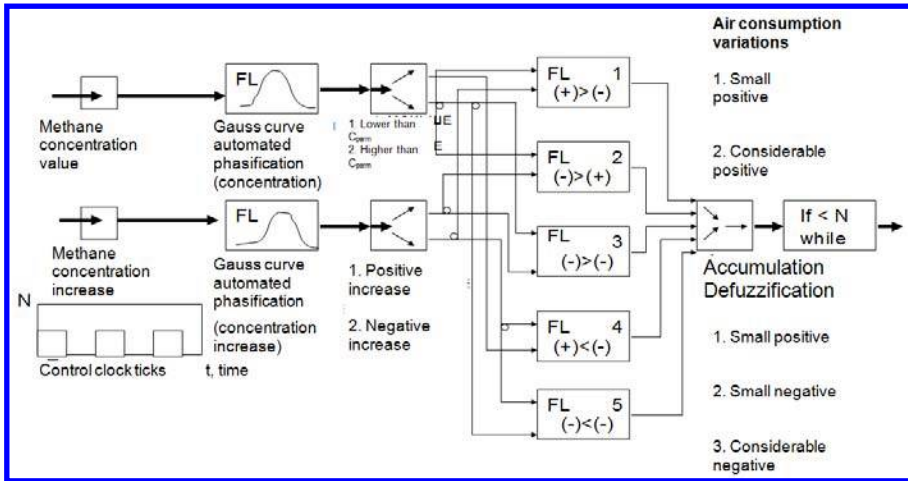 Air consumption
variations
FL
Methane
concentration
value
Gauss curve
automated
phasification
(concentration)
1. Lower than
Cperm
2. Higher than
Cperm
FL 1
(+)>(-)
1. Small
positive
FL 2
(-)>(+)
2. Considerable
positive
FL
Methane
concentration
increase
Gauss curve
automated
phasification
(concentration
increase)
1. Positive
increase
2. Negative
increase
FL 3
(-)>(-)
If < N
while
Accumulation
Defuzzification
N
Control clock ticks
t, time
FL 4
(+)<(-)
1. Small positive
FL 5
(-)<(-)
2. Small negative
3. Considerable
negative